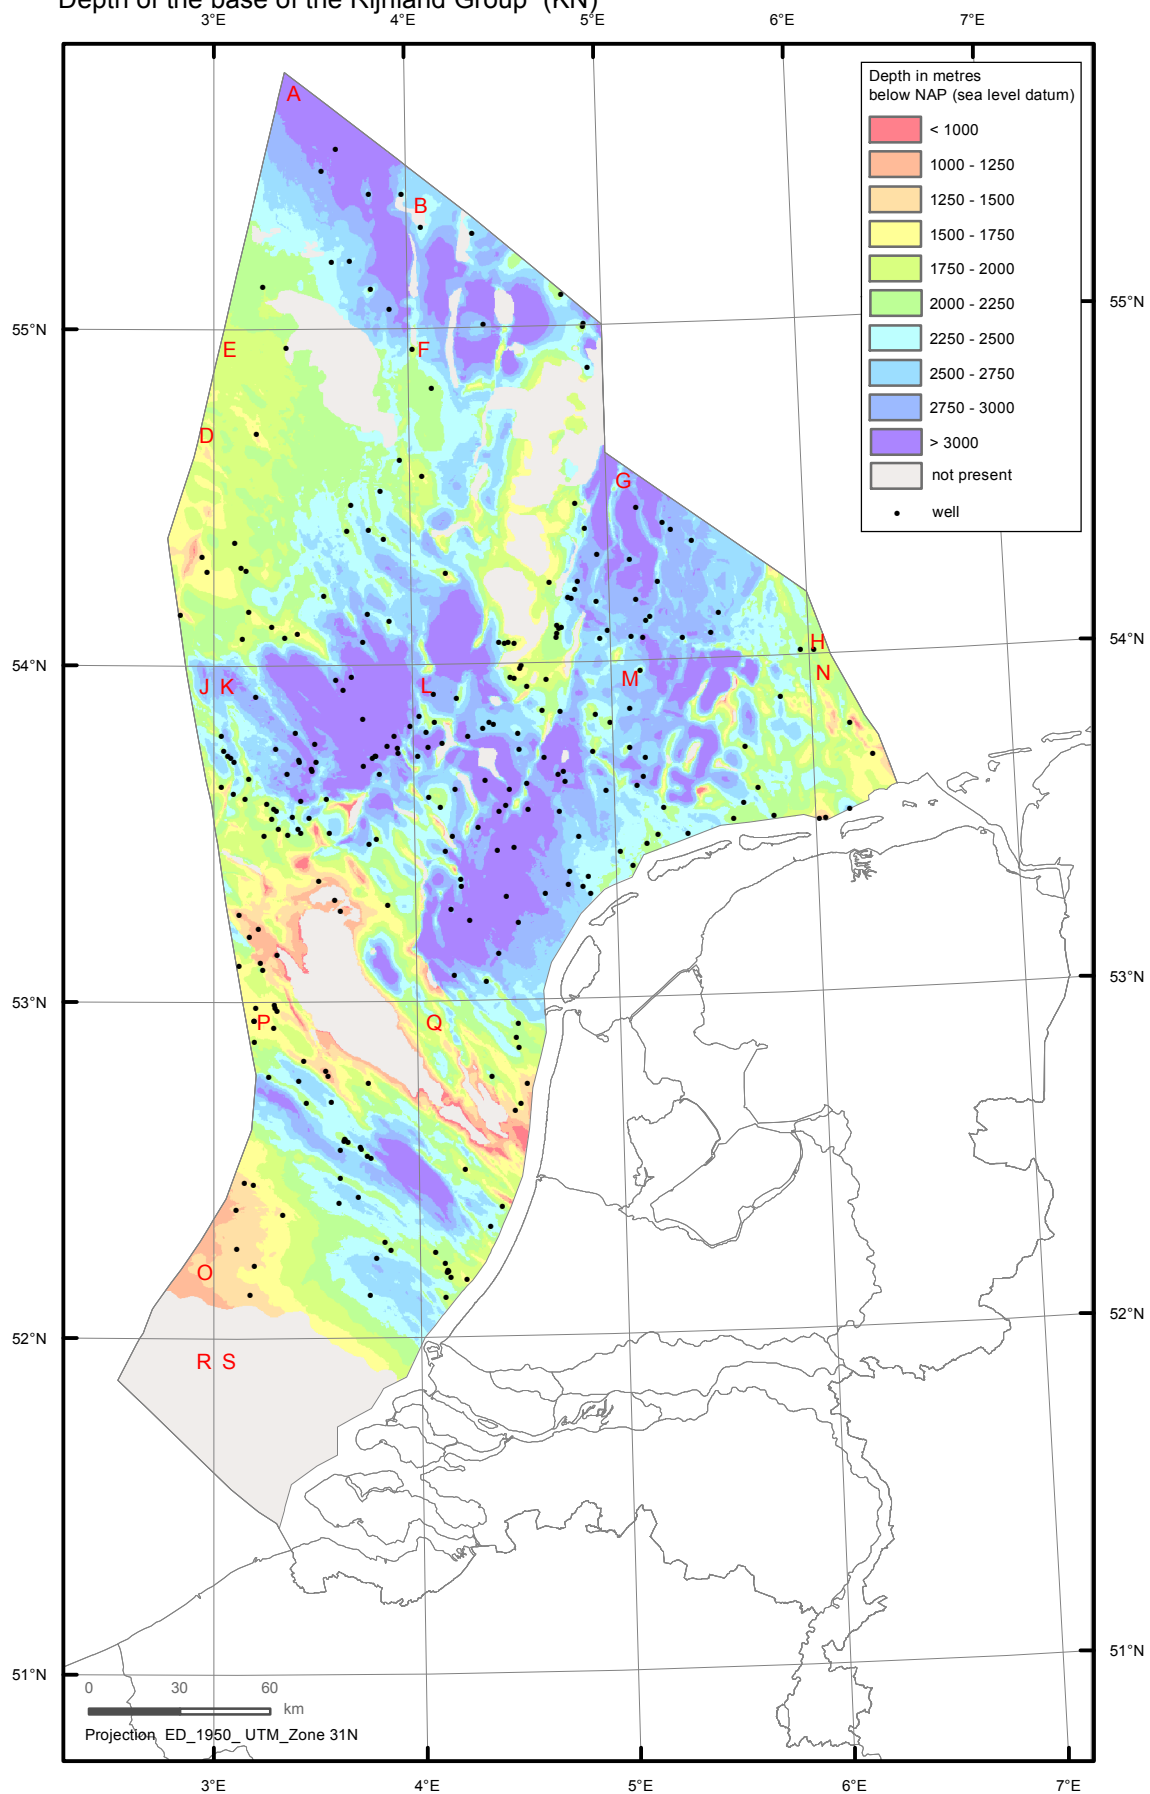 Depth of the base of the Rijnland Group (KN)
3°E 4°E 5°E 6°E 7°E
Depth in metres
below NAP (sea level datum)
< 1000
1000 - 1250
1250 - 1500
1500 - 1750
1750 - 2000
2000 - 2250
2250 - 2500
2500 - 2750
2750 - 3000
> 3000
not present
well
A
B
55°N
55°N
E
F
D
G
54°N
H
54°N
J K
L
M
N
53°N
53°N
P
Q
O
52°N
52°N
R S
51°N
51°N
0 30 60
km
Projection ED_1950_ UTM_Zone 31N
3°E 4°E 5°E 6°E 7°E